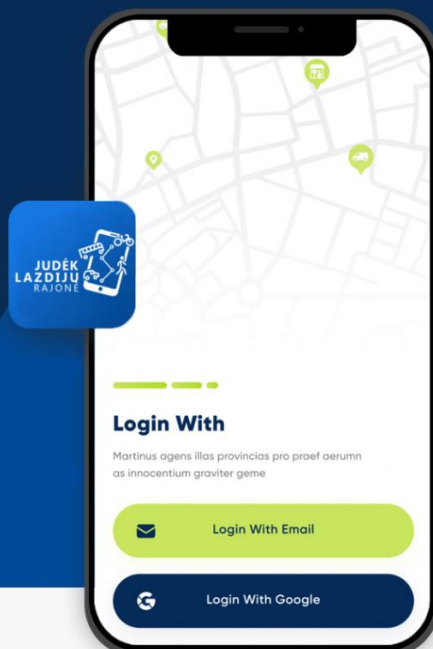 JUDĖK
LAZDIJŲ
RAJONE
Login With
Martinus agens illas provincias pro praef aerumn
as innocentium graviter geme
Login With Email
Login With Google